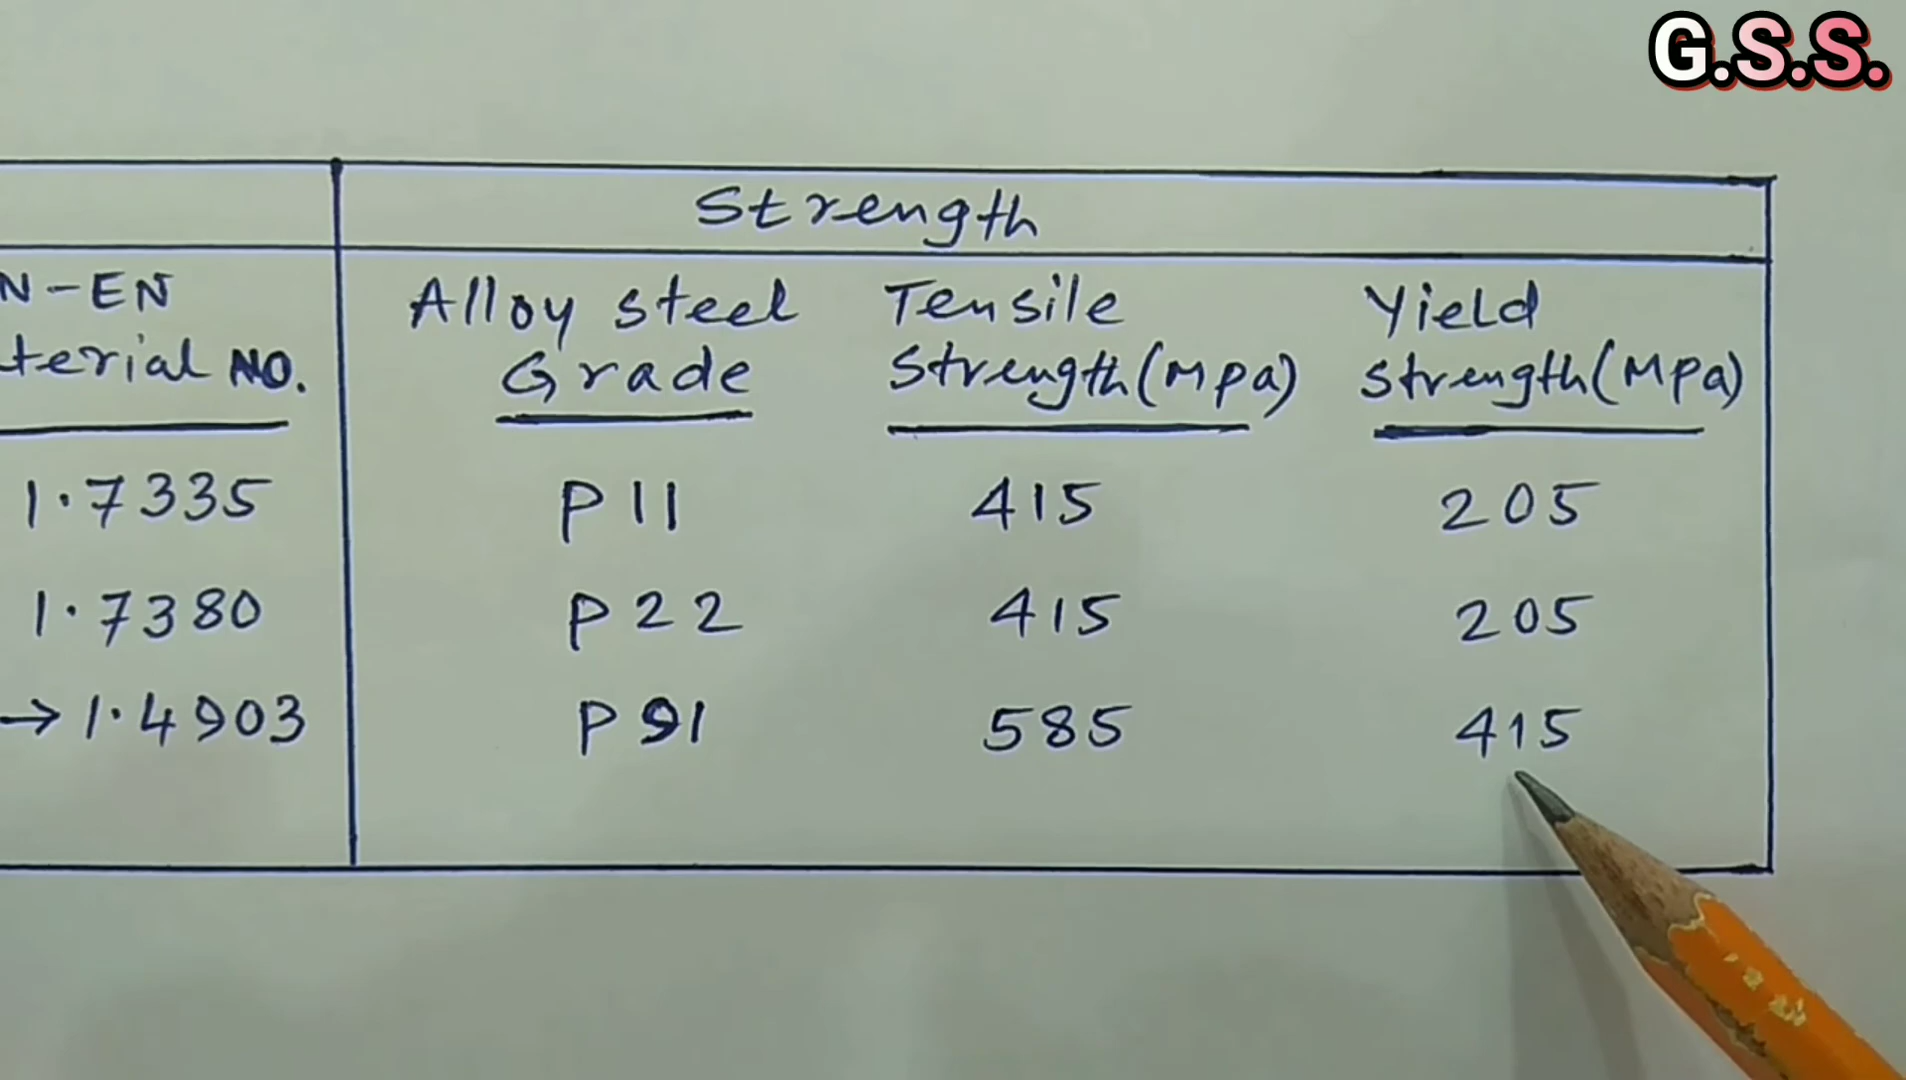 G.S.S.
Strength
N-EN
terial NO.
Alloy steel
Grade
Tensile
Strength(Mpa)
Yield
strength(Mpa)
1.7335 P11 415 205
1.7380 P22 415 205
→ 1.4903 P91 585 415